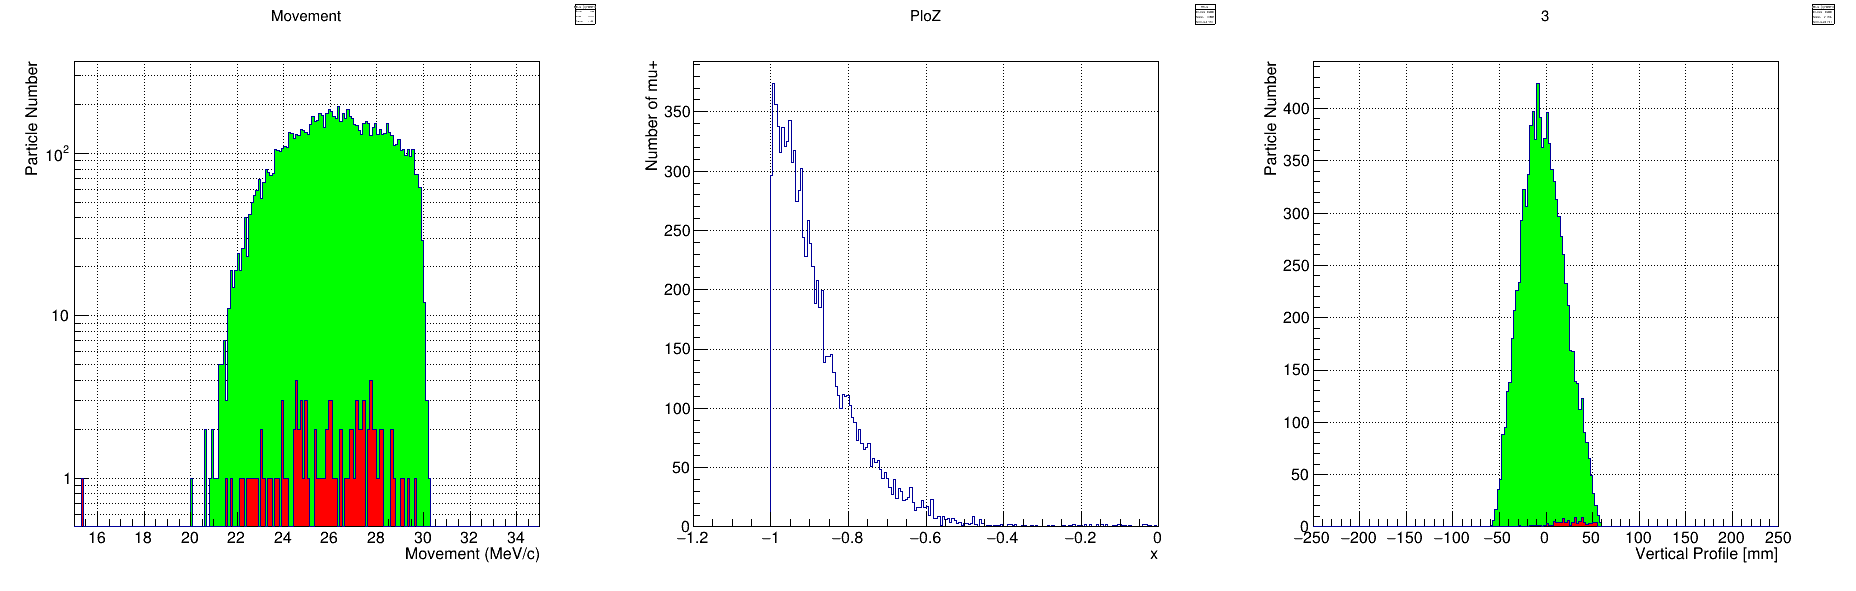 Movement
PloZ
3
Particle Number
10²
10
1
16 18 20 22 24 26 28 30 32 34
Movement (MeV/c)
Number of mu+
350
300
250
200
150
100
50
0
−1.2 −1 −0.8 −0.6 −0.4 −0.2 0
x
Particle Number
400
350
300
250
200
150
100
50
0
−250 −200 −150 −100 −50 0 50 100 150 200 250
Vertical Profile [mm]